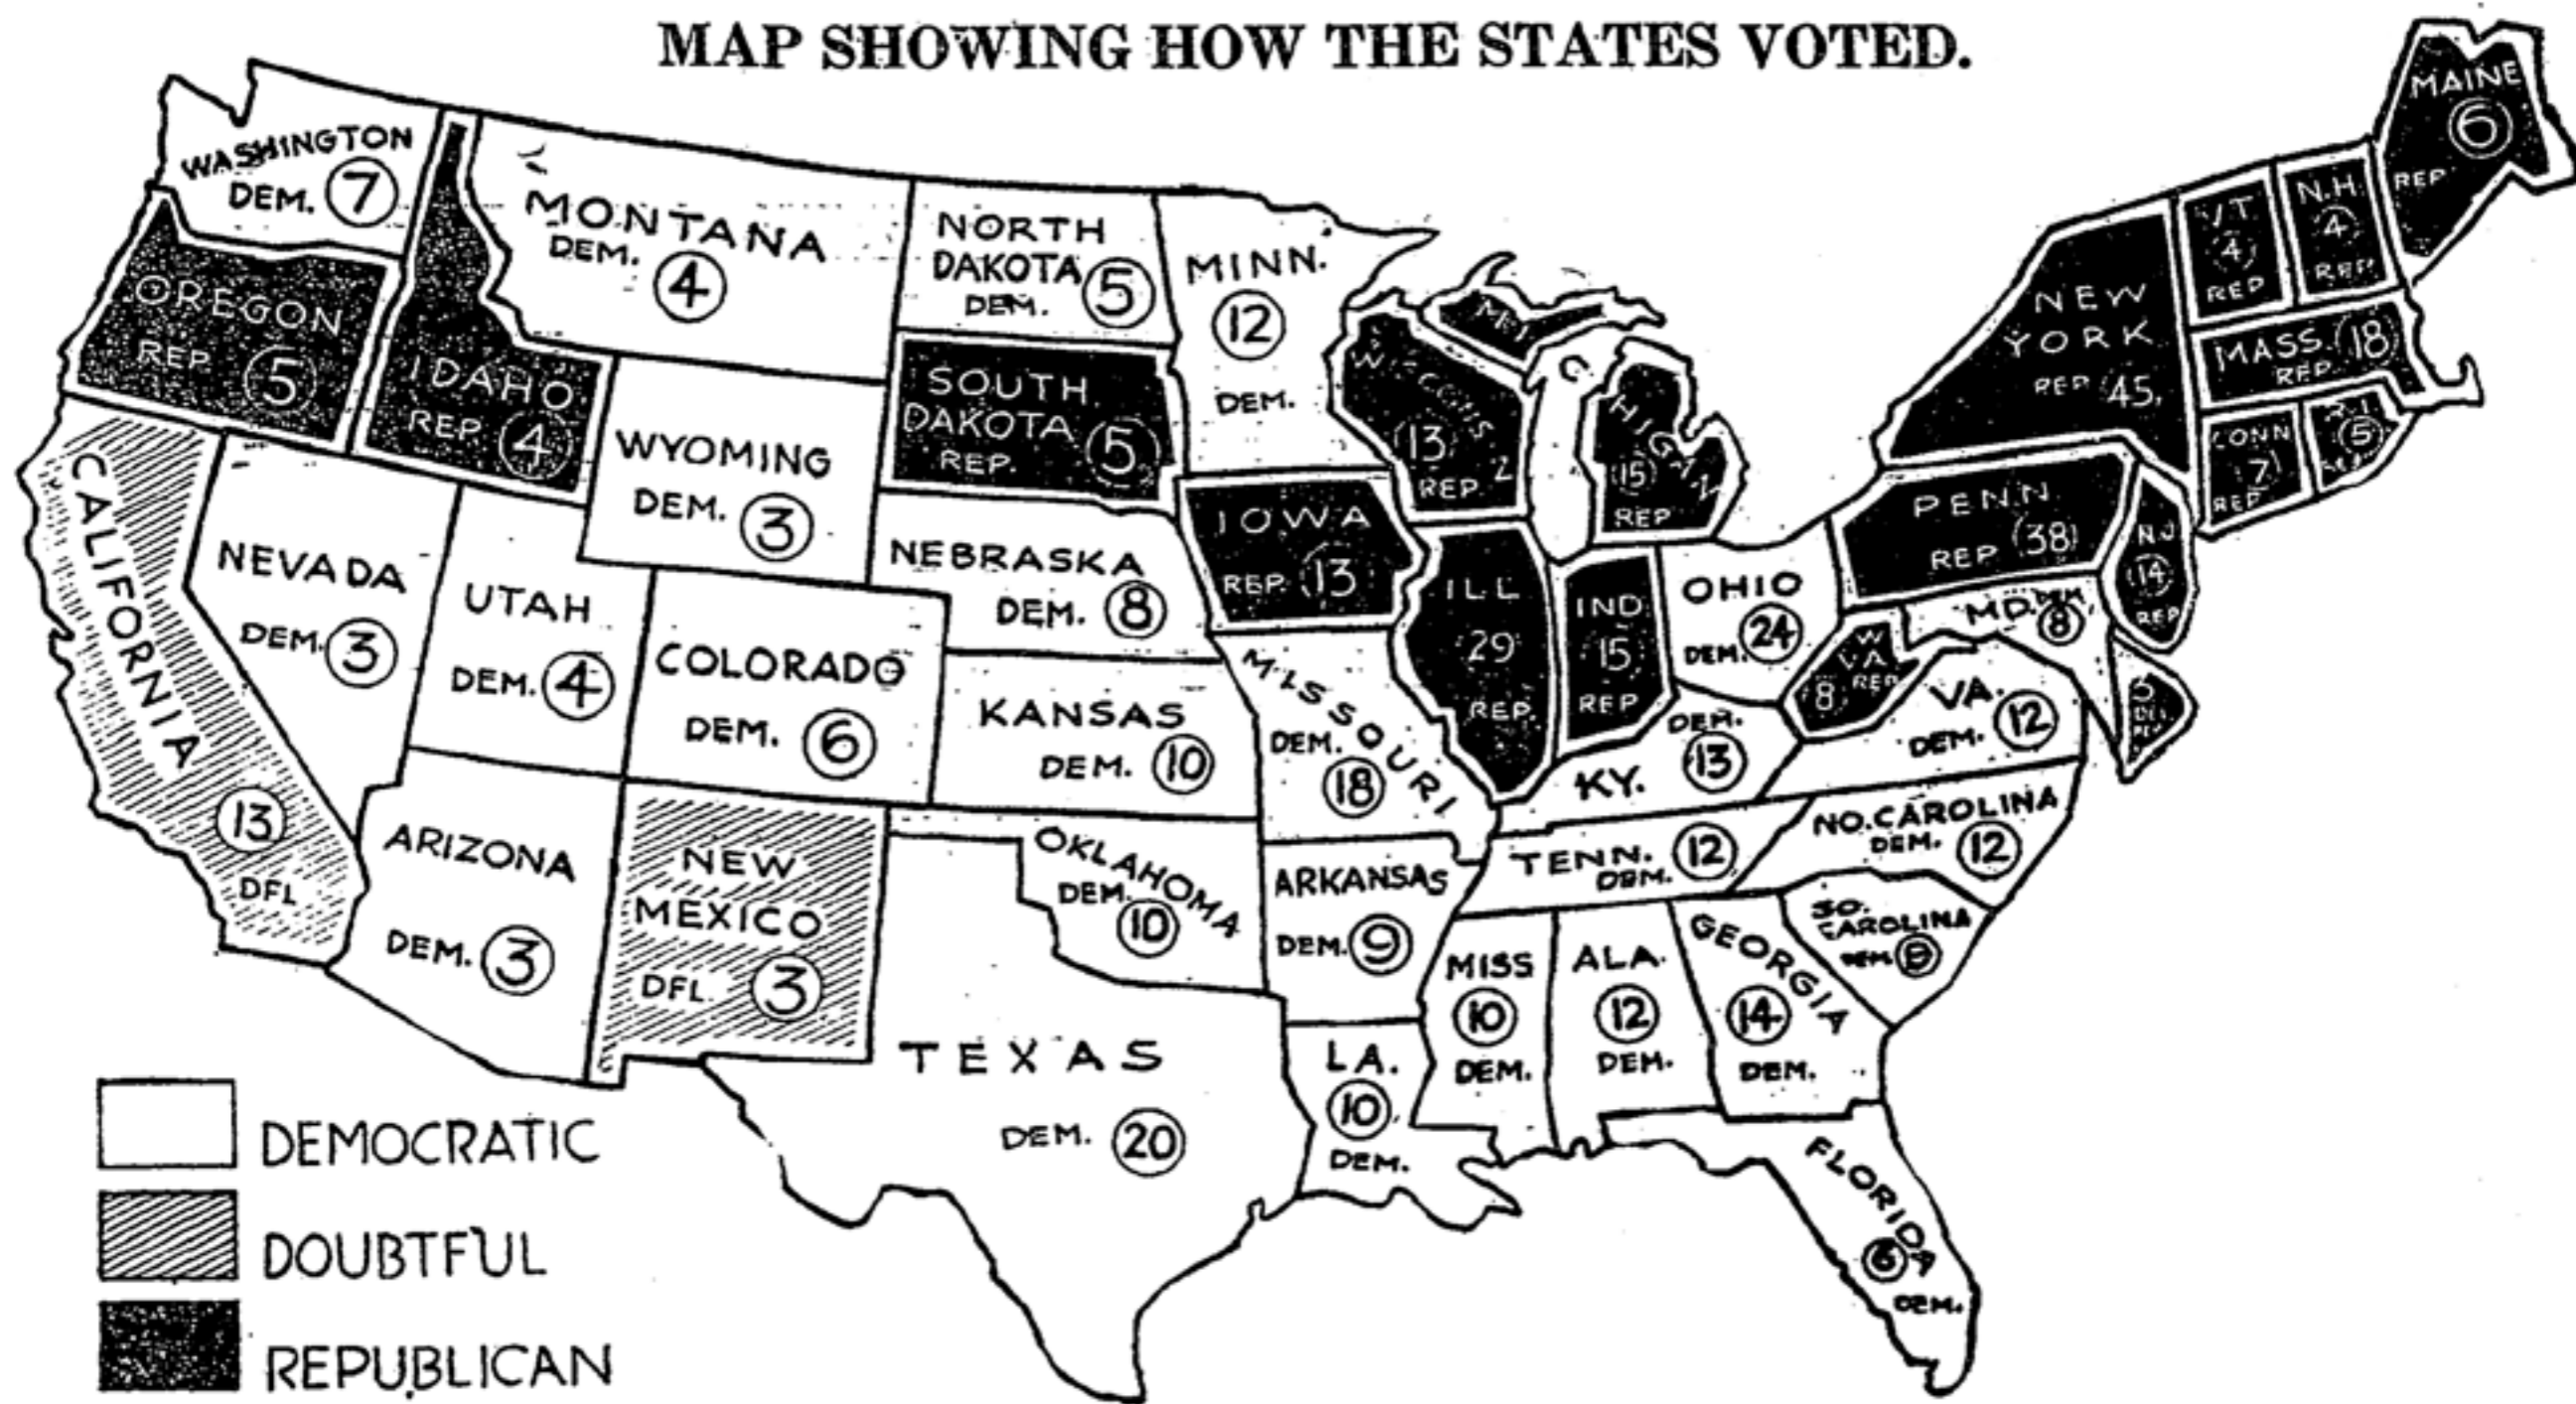 MAP SHOWING HOW THE STATES VOTED.
WASHINGTON
DEM. 7
OREGON
REP 5
IDAHO
REP 4
MONTANA
DEM. 4
NORTH
DAKOTA 5
DEM.
MINN.
12
DEM.
SOUTH
DAKOTA 5
REP.
WYOMING
DEM. 3
NEBRASKA
DEM. 8
IOWA
REP. 13
13
REP
MICHIGAN
15
REP
CALIFORNIA
13
DFL
NEVADA
DEM. 3
UTAH
DEM. 4
COLORADO
DEM. 6
KANSAS
DEM. 10
MISSOURI
DEM.
18
ILL
29
REP.
IND
15
REP
OHIO
DEM. 24
PENN
REP 38
NEW
YORK
REP 45
VT
4
REP
N.H.
4
REP
MAINE
6
REP
MASS. 18
REP.
CONN
7
REP
R.I.
5
N.J
14
REP
MD. DEM.
8
W
VA
8 REP
VA.
DEM. 12
DEM.
KY. 13
ARIZONA
DEM. 3
NEW
MEXICO
DFL. 3
OKLAHOMA
DEM.
10
ARKANSAS
DEM. 9
TENN. 12
DEM.
NO. CAROLINA
DEM. 12
SO.
CAROLINA
DEM.
TEXAS
DEM. 20
LA.
10
DEM.
MISS
10
DEM.
ALA.
12
DEM.
GEORGIA
14
DEM.
FLORIDA
6
DEM.
DEMOCRATIC
DOUBTFUL
REPUBLICAN